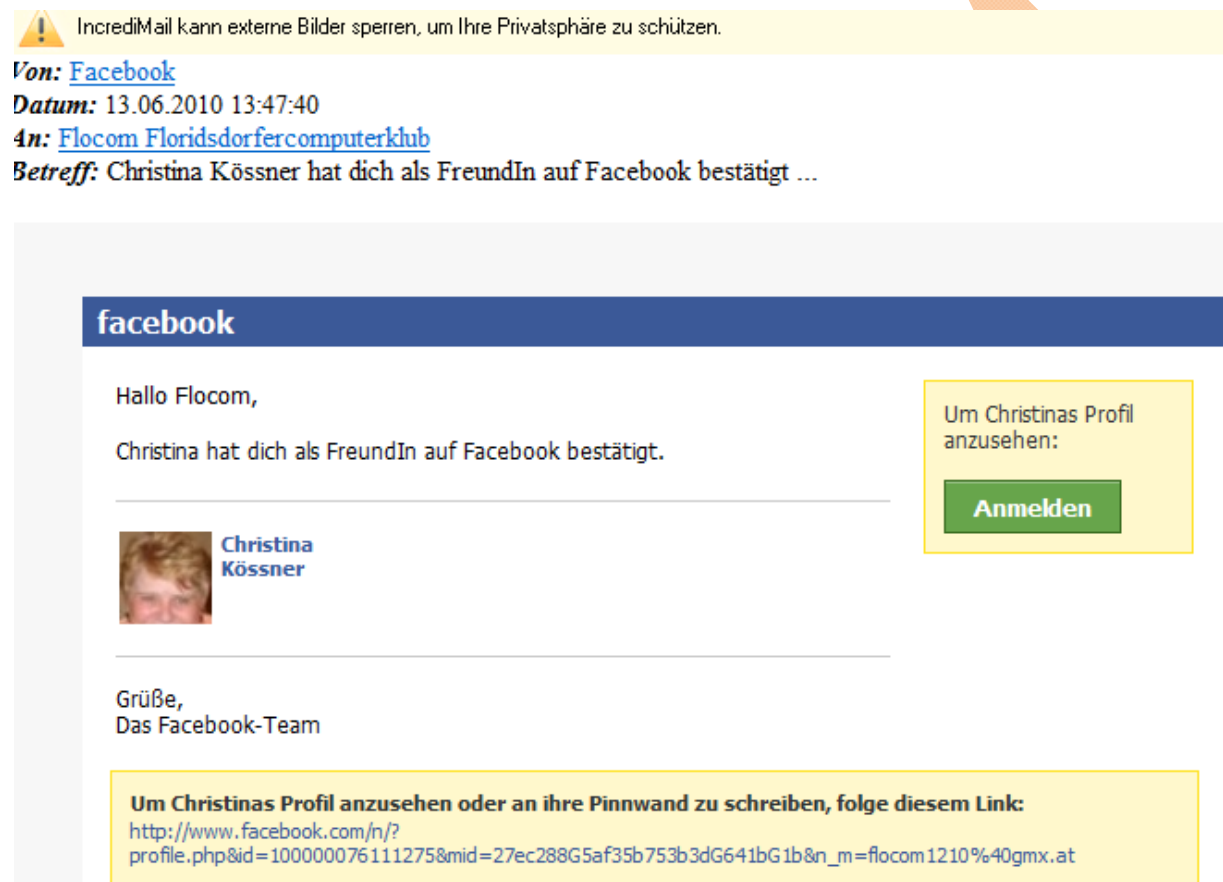 IncrediMail kann externe Bilder sperren, um Ihre Privatsphäre zu schützen.
Von: Facebook
Datum: 13.06.2010 13:47:40
An: Flocom Floridsdorfercomputerklub
Betreff: Christina Kössner hat dich als FreundIn auf Facebook bestätigt ...
facebook
Hallo Flocom,
Christina hat dich als FreundIn auf Facebook bestätigt.
Um Christinas Profil
anzusehen:
Anmelden
Christina
Kössner
Grüße,
Das Facebook-Team
Um Christinas Profil anzusehen oder an ihre Pinnwand zu schreiben, folge diesem Link:
http://www.facebook.com/n/?
profile.php&id=100000076111275&mid=27ec288G5af35b753b3dG641bG1b&n_m=flocom1210%40gmx.at